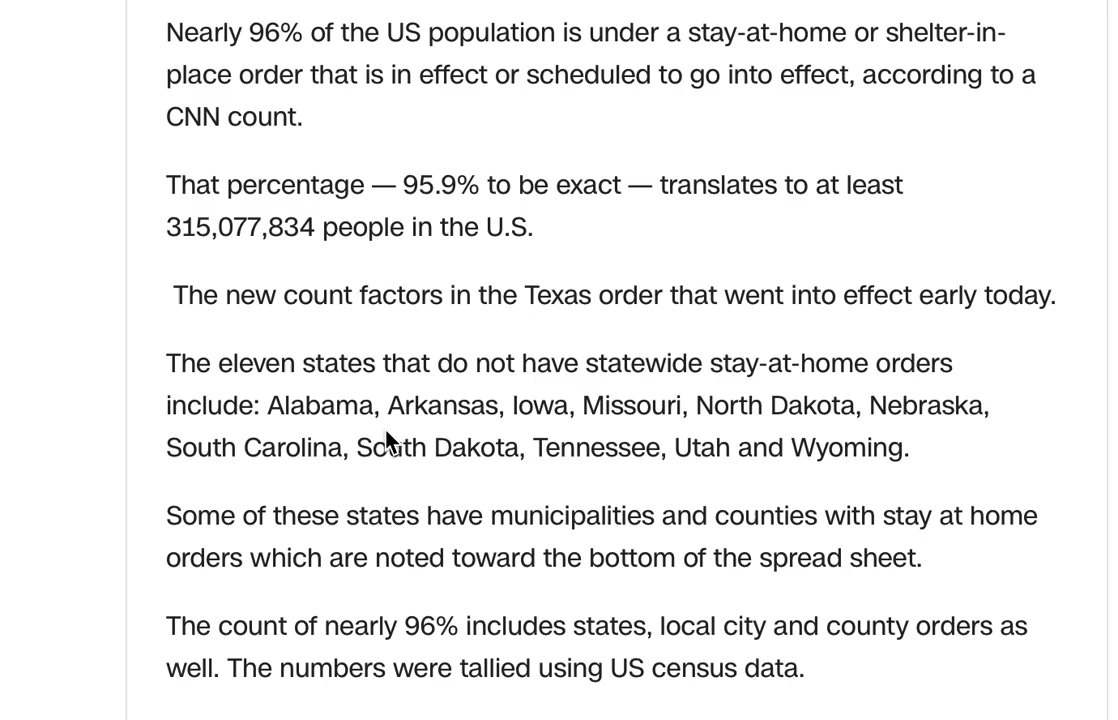 Nearly 96% of the US population is under a stay-at-home or shelter-in-
place order that is in effect or scheduled to go into effect, according to a
CNN count.
That percentage — 95.9% to be exact — translates to at least
315,077,834 people in the U.S.
The new count factors in the Texas order that went into effect early today.
The eleven states that do not have statewide stay-at-home orders
include: Alabama, Arkansas, Iowa, Missouri, North Dakota, Nebraska,
South Carolina, South Dakota, Tennessee, Utah and Wyoming.
Some of these states have municipalities and counties with stay at home
orders which are noted toward the bottom of the spread sheet.
The count of nearly 96% includes states, local city and county orders as
well. The numbers were tallied using US census data.